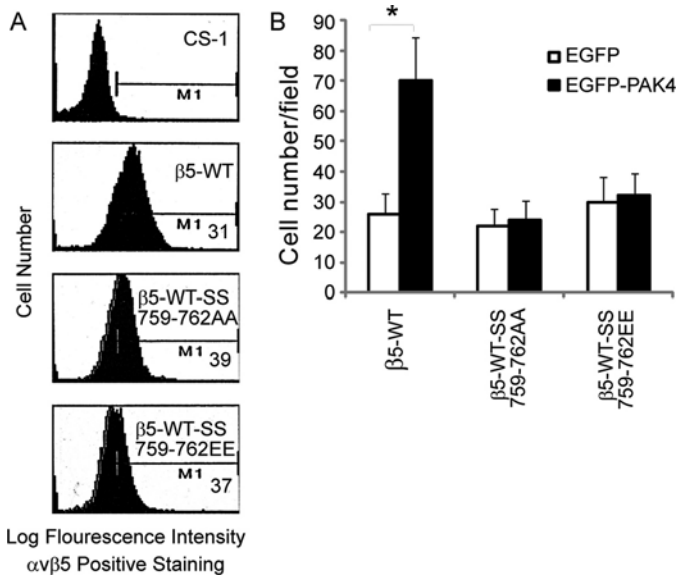 A
CS-1
M1
β5-WT
M1
31
β5-WT-SS
759-762AA
M1
39
β5-WT-SS
759-762EE
M1
37
Cell Number
Log Flourescence Intensity
αvβ5 Positive Staining
B
*
EGFP
EGFP-PAK4
Cell number/field
90
80
70
60
50
40
30
20
10
0
β5-WT
β5-WT-SS
759-762AA
β5-WT-SS
759-762EE